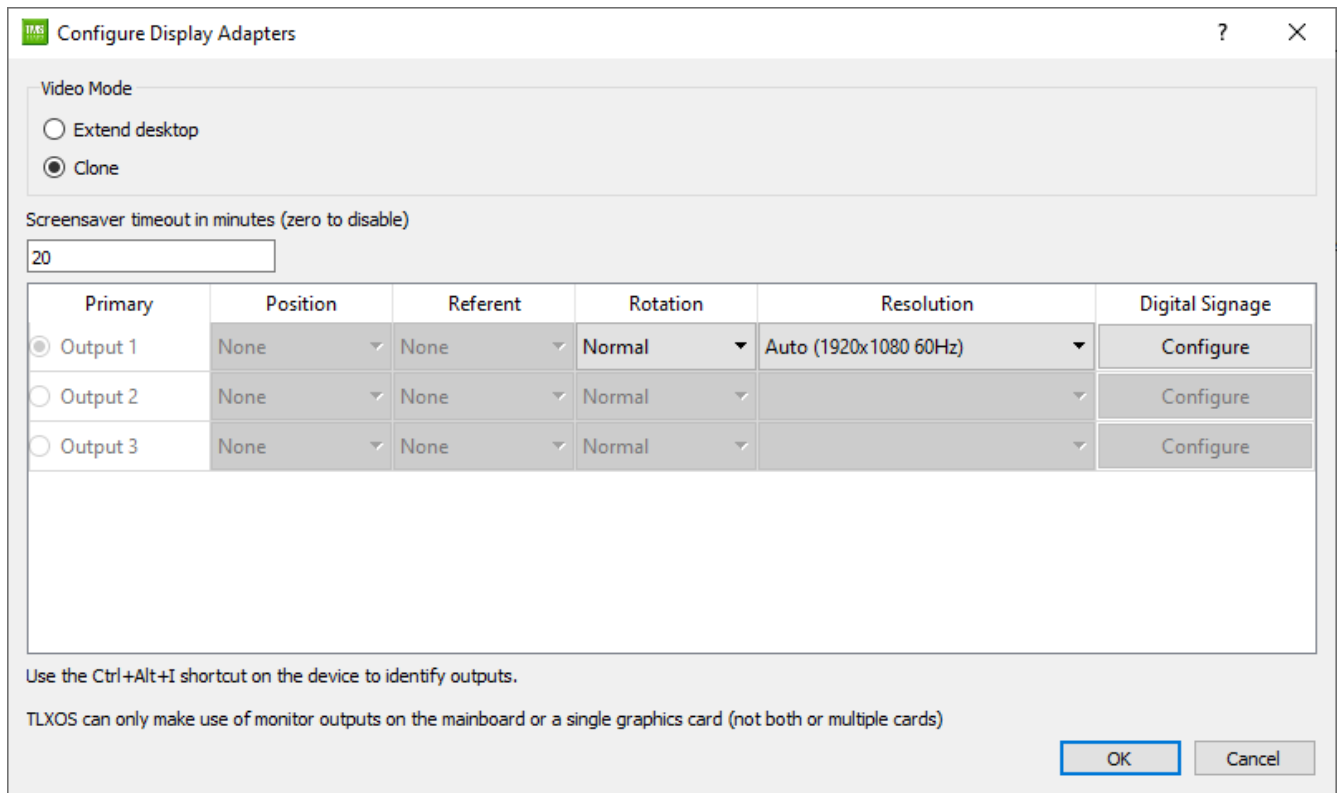 Configure Display Adapters ?
Video Mode
Extend desktop
Clone
Screensaver timeout in minutes (zero to disable)
20
Primary Position Referent Rotation Resolution Digital Signage
Output 1 None None Normal Auto (1920x1080 60Hz) Configure
Output 2 None None Normal Configure
Output 3 None None Normal Configure
Use the Ctrl+Alt+I shortcut on the device to identify outputs.
TLXOS can only make use of monitor outputs on the mainboard or a single graphics card (not both or multiple cards)
OK Cancel